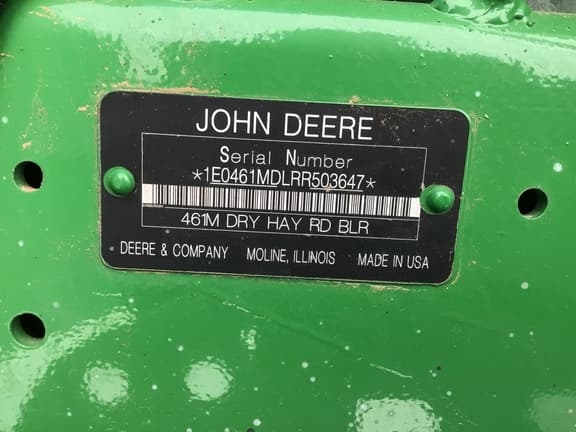 JOHN DEERE
Serial Number
*1E0461MDLRR503647*
461M DRY HAY RD BLR
DEERE & COMPANY MOLINE, ILLINOIS MADE IN USA